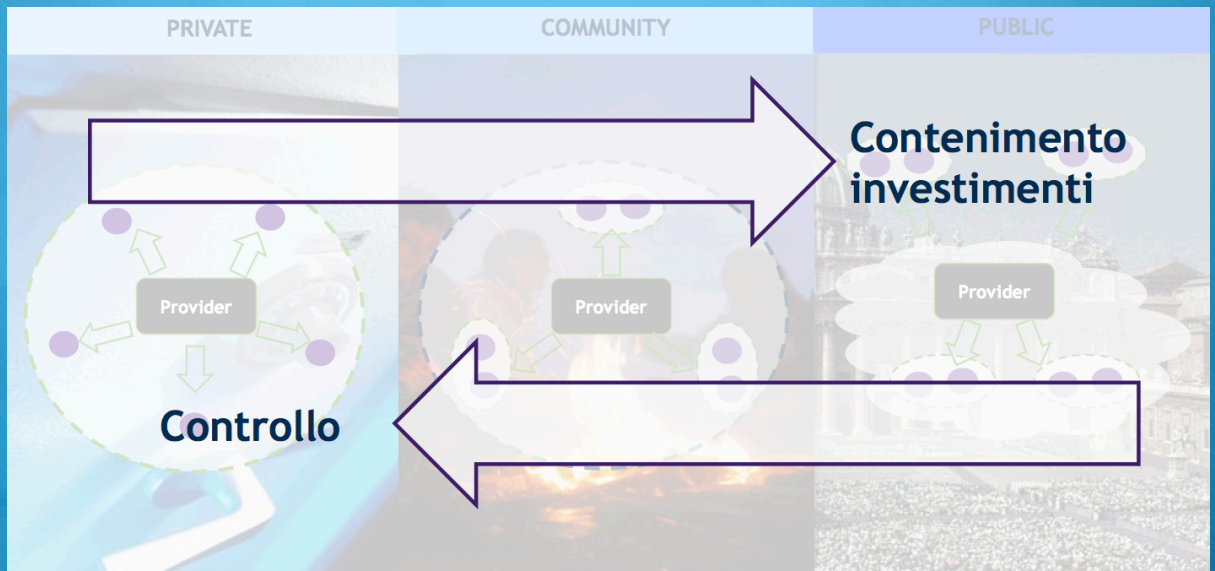 PRIVATE
COMMUNITY
PUBLIC
Contenimento
investimenti
Provider
Provider
Provider
Controllo